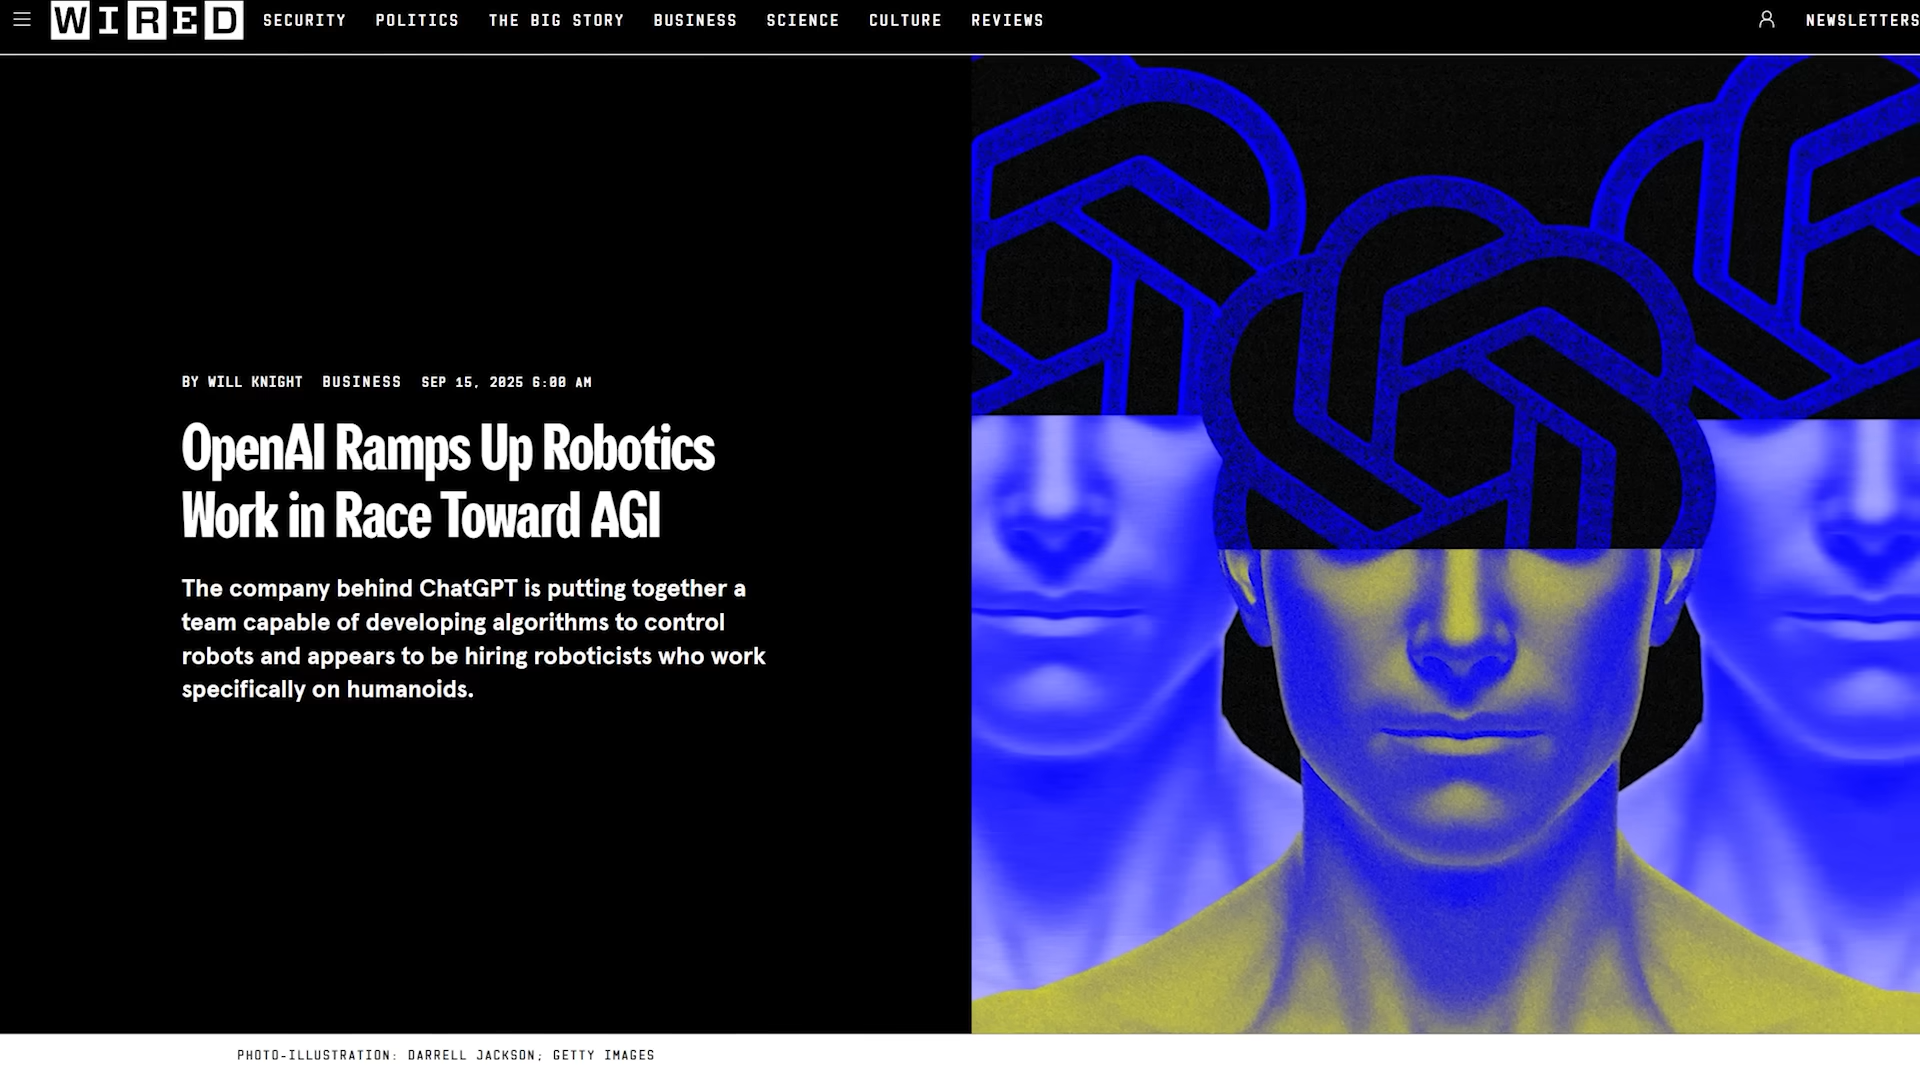 WIRED SECURITY POLITICS THE BIG STORY BUSINESS SCIENCE CULTURE REVIEWS NEWSLETTERS
BY WILL KNIGHT BUSINESS SEP 15, 2025 6:00 AM
OpenAI Ramps Up Robotics
Work in Race Toward AGI
The company behind ChatGPT is putting together a
team capable of developing algorithms to control
robots and appears to be hiring roboticists who work
specifically on humanoids.
PHOTO-ILLUSTRATION: DARRELL JACKSON; GETTY IMAGES